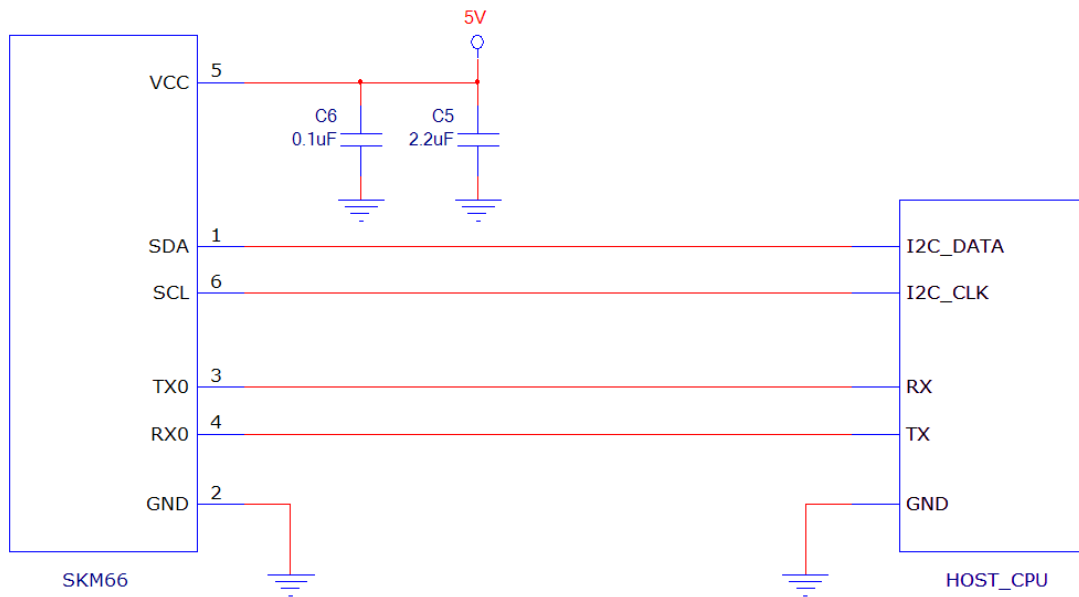 5V
VCC 5
C6
0.1uF
C5
2.2uF
SDA 1
I2C_DATA
SCL 6
I2C_CLK
TX0 3
RX
RX0 4
TX
GND 2
GND
SKM66
HOST_CPU